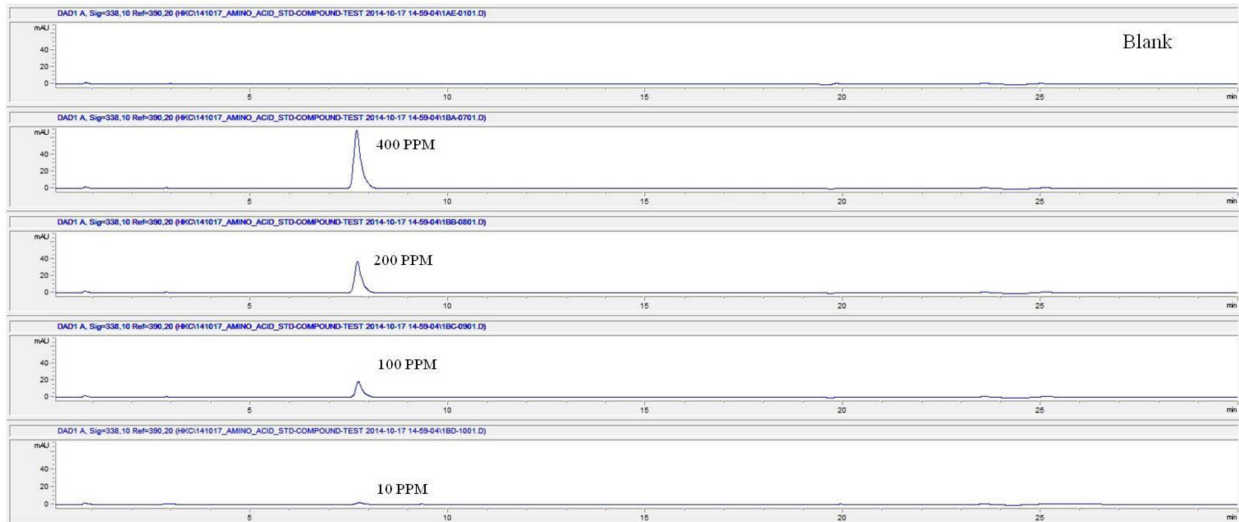 DAD1 A, Sig=338,10 Ref=390,20 (HKC\141017_AMINO_ACID_STD-COMPOUND-TEST 2014-10-17 14-59-04\1AE-0101.D)
mAU
Blank
40
20
0
5 10 15 20 25 min
DAD1 A, Sig=338,10 Ref=390,20 (HKC\141017_AMINO_ACID_STD-COMPOUND-TEST 2014-10-17 14-59-04\1BA-0701.D)
mAU
400 PPM
40
20
0
5 10 15 20 25 min
DAD1 A, Sig=338,10 Ref=390,20 (HKC\141017_AMINO_ACID_STD-COMPOUND-TEST 2014-10-17 14-59-04\1BB-0801.D)
mAU
200 PPM
40
20
0
5 10 15 20 25 min
DAD1 A, Sig=338,10 Ref=390,20 (HKC\141017_AMINO_ACID_STD-COMPOUND-TEST 2014-10-17 14-59-04\1BC-0901.D)
mAU
100 PPM
40
20
0
5 10 15 20 25 min
DAD1 A, Sig=338,10 Ref=390,20 (HKC\141017_AMINO_ACID_STD-COMPOUND-TEST 2014-10-17 14-59-04\1BD-1001.D)
mAU
40
20
10 PPM
0
5 10 15 20 25 min